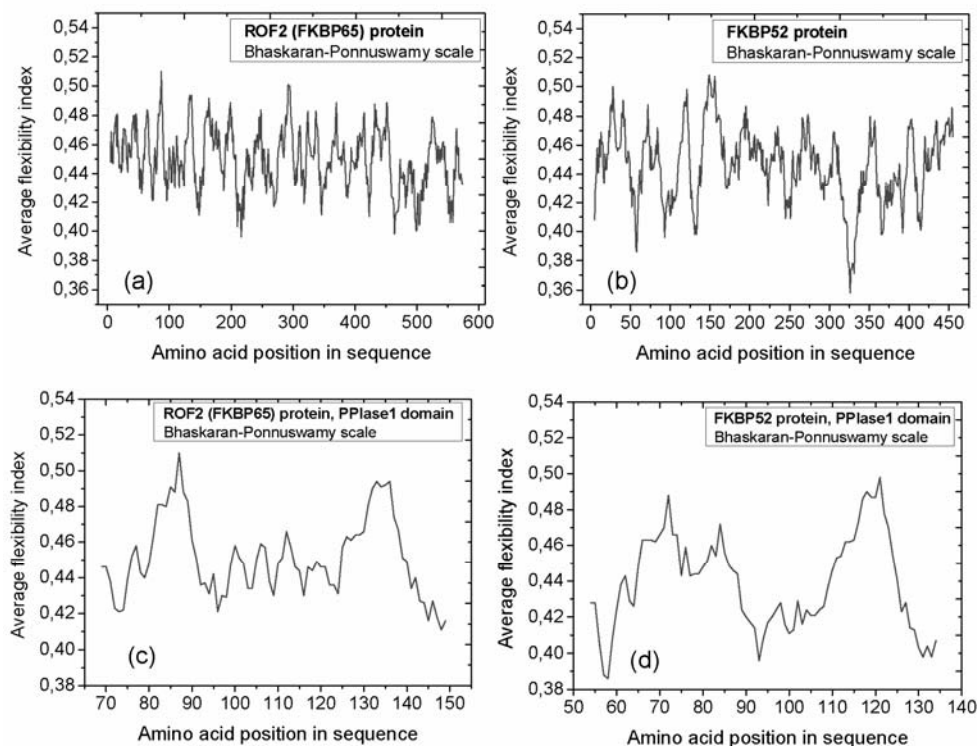 ROF2 (FKBP65) protein
Bhaskaran-Ponnuswamy scale
0,54
0,52
0,50
0,48
0,46
0,44
0,42
0,40
0,38
0,36
Average flexibility index
(a)
0 100 200 300 400 500 600
Amino acid position in sequence
FKBP52 protein
Bhaskaran-Ponnuswamy scale
0,54
0,52
0,50
0,48
0,46
0,44
0,42
0,40
0,38
0,36
Average flexibility index
(b)
0 50 100 150 200 250 300 350 400 450
Amino acid position in sequence
ROF2 (FKBP65) protein, PPlase1 domain
Bhaskaran-Ponnuswamy scale
0,54
0,52
0,50
0,48
0,46
0,44
0,42
0,40
0,38
Average flexibility index
(c)
70 80 90 100 110 120 130 140 150
Amino acid position in sequence
FKBP52 protein, PPlase1 domain
Bhaskaran-Ponnuswamy scale
0,54
0,52
0,50
0,48
0,46
0,44
0,42
0,40
0,38
Average flexibility index
(d)
50 60 70 80 90 100 110 120 130 140
Amino acid position in sequence